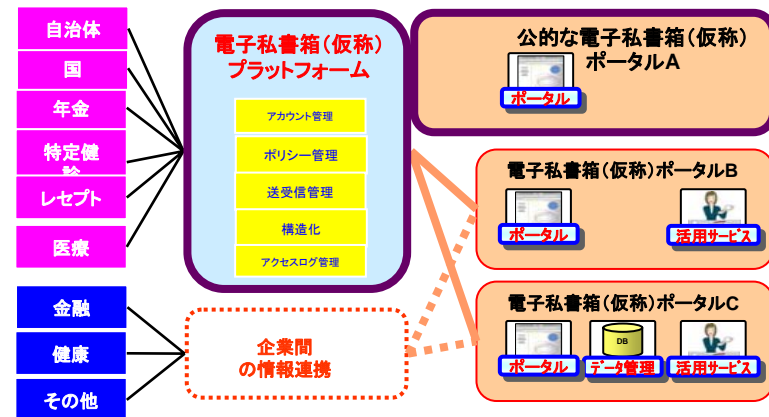 自治体
国
年金
特定健
診
レセプト
医療
金融
健康
その他
電子私書箱(仮称)
プラットフォーム
アカウント管理
ポリシー管理
送受信管理
構造化
アクセスログ管理
企業間
の情報連携
公的な電子私書箱(仮称)
ポータルA
ポータル
電子私書箱(仮称)ポータルB
ポータル
活用サービス
電子私書箱(仮称)ポータルC
ポータル
DB
データ管理
活用サービス